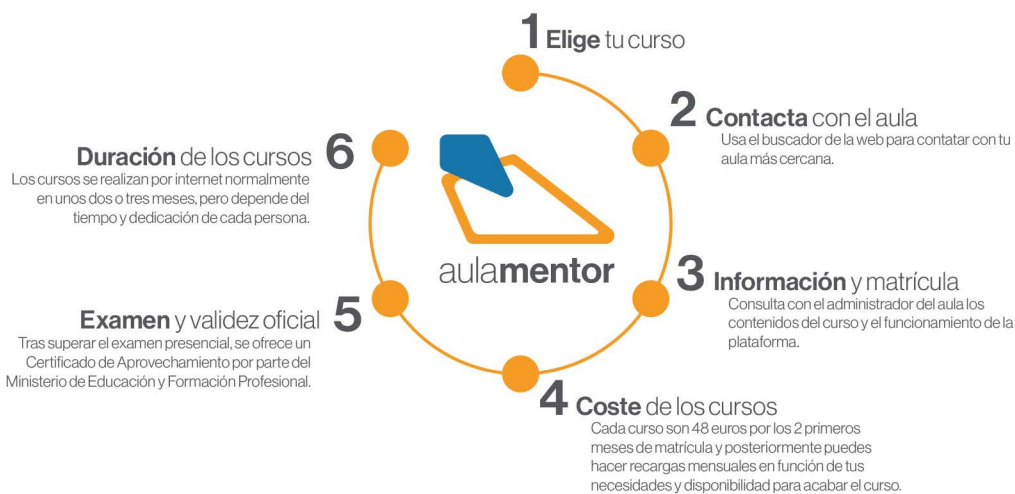 1 Elige tu curso
2 Contacta con el aula
Usa el buscador de la web para contatar con tu
aula más cercana.
3 Información y matrícula
Consulta con el administrador del aula los
contenidos del curso y el funcionamiento de la
plataforma.
4 Coste de los cursos
Cada curso son 48 euros por los 2 primeros
meses de matrícula y posteriormente puedes
hacer recargas mensuales en función de tus
necesidades y disponibilidad para acabar el curso.
Examen y validez oficial 5
Tras superar el examen presencial, se ofrece un
Certificado de Aprovechamiento por parte del
Ministerio de Educación y Formación Profesional.
Duración de los cursos 6
Los cursos se realizan por internet normalmente
en unos dos o tres meses, pero depende del
tiempo y dedicación de cada persona.
aulamentor